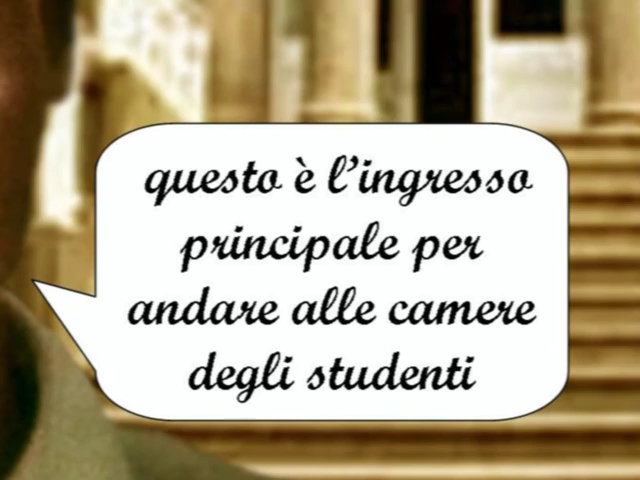 questo è l'ingresso
principale per
andare alle camere
degli studenti